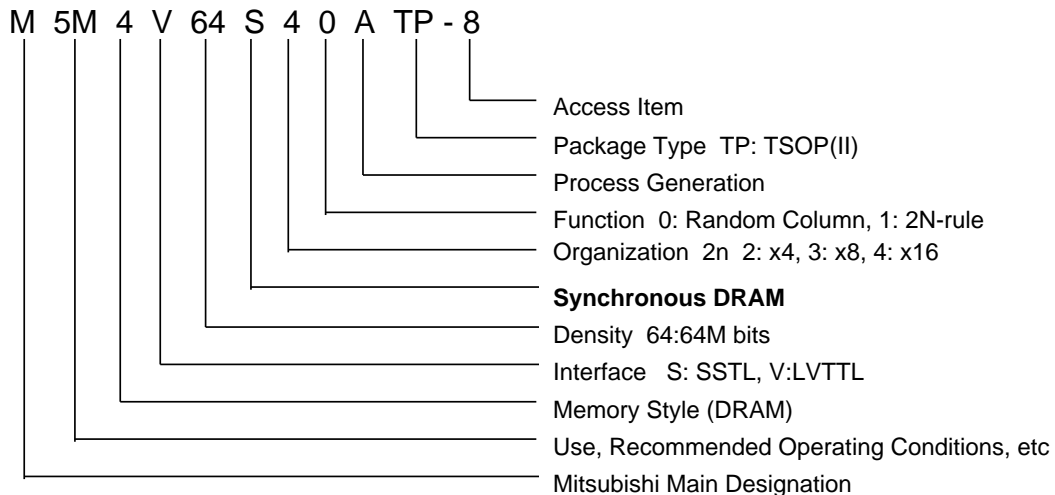 M 5M 4 V 64 S 4 0 A TP - 8
Access Item
Package Type TP: TSOP(II)
Process Generation
Function 0: Random Column, 1: 2N-rule
Organization 2n 2: x4, 3: x8, 4: x16
Synchronous DRAM
Density 64:64M bits
Interface S: SSTL, V:LVTTL
Memory Style (DRAM)
Use, Recommended Operating Conditions, etc
Mitsubishi Main Designation